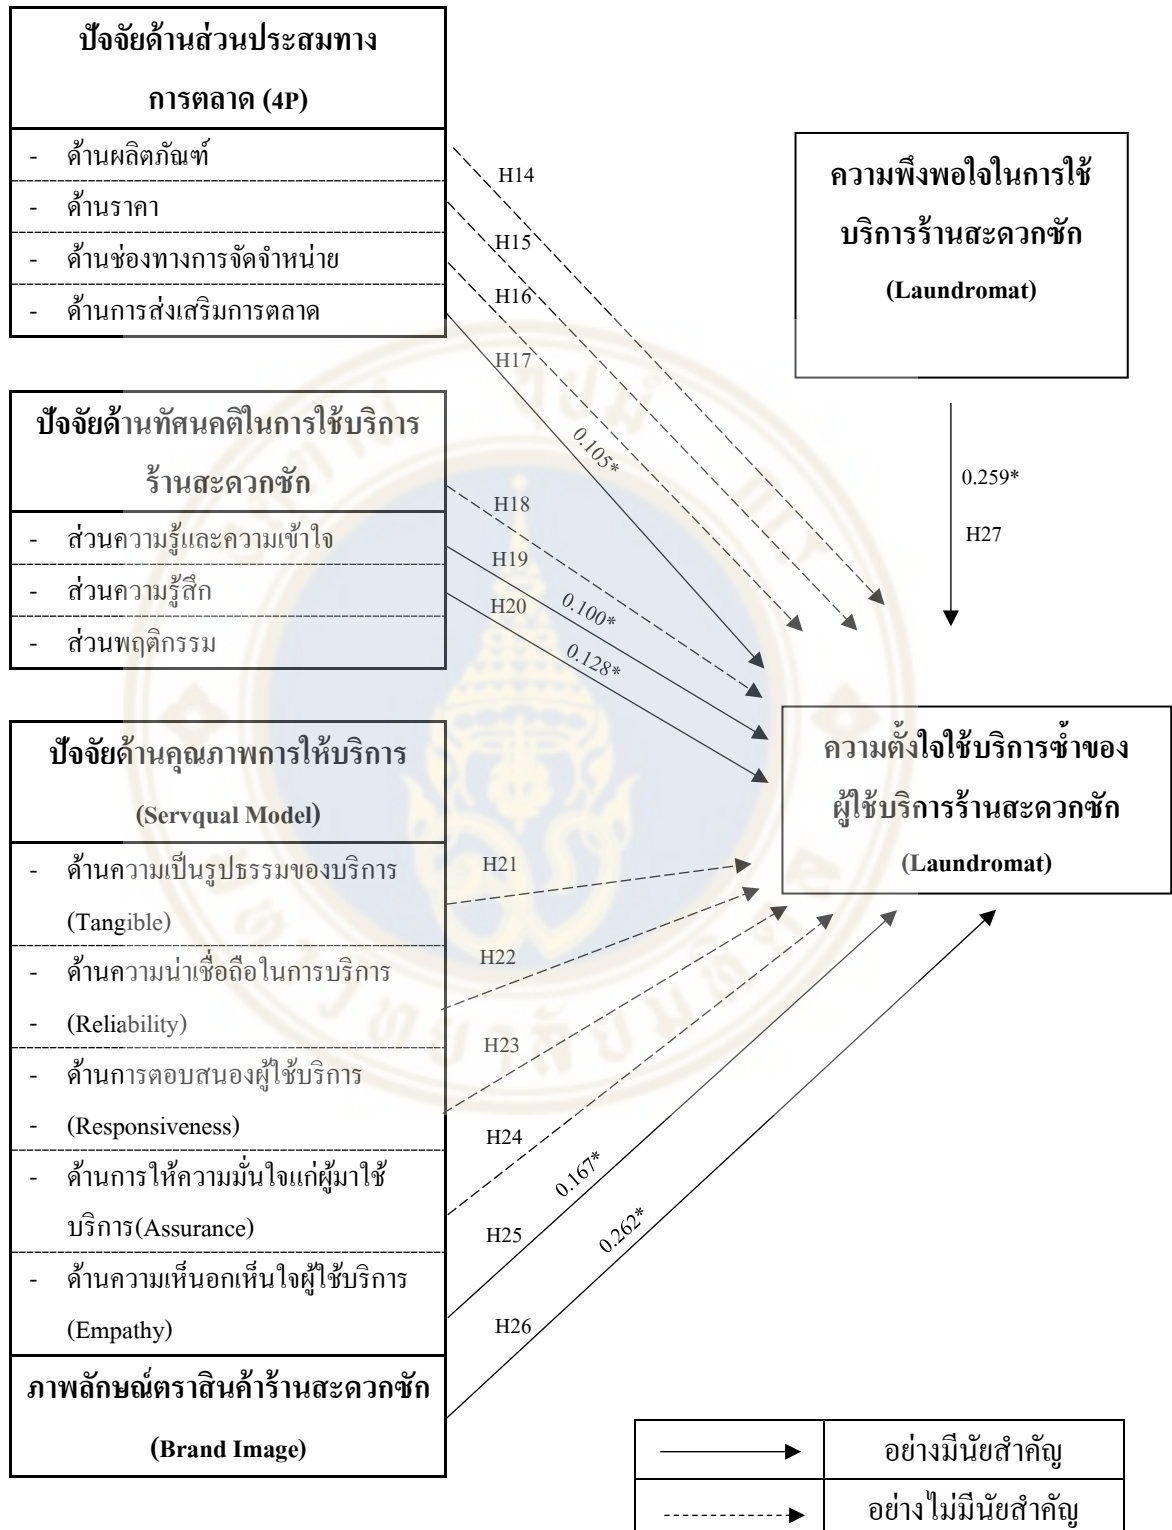 ปัจจัยด้านส่วนประสมทาง
การตลาด (4P)
- ด้านผลิตภัณฑ์
- ด้านราคา
- ด้านช่องทางการจัดจำหน่าย
- ด้านการส่งเสริมการตลาด
H14
H15
H16
H17
0.105*
ความพึงพอใจในการใช้
บริการร้านสะดวกซัก
(Laundromat)
0.259*
H27
ปัจจัยด้านทัศนคติในการใช้บริการ
ร้านสะดวกซัก
- ส่วนความรู้และความเข้าใจ
- ส่วนความรู้สึก
- ส่วนพฤติกรรม
H18
H19
H20
0.100*
0.128*
ความตั้งใจใช้บริการซ้ำของ
ผู้ใช้บริการร้านสะดวกซัก
(Laundromat)
ปัจจัยด้านคุณภาพการให้บริการ
(Servqual Model)
- ด้านความเป็นรูปธรรมของบริการ
(Tangible)
- ด้านความน่าเชื่อถือในการบริการ
- (Reliability)
- ด้านการตอบสนองผู้ใช้บริการ
- (Responsiveness)
- ด้านการให้ความมั่นใจแก่ผู้มาใช้
บริการ(Assurance)
- ด้านความเห็นอกเห็นใจผู้ใช้บริการ
(Empathy)
ภาพลักษณ์ตราสินค้าร้านสะดวกซัก
(Brand Image)
H21
H22
H23
H24
H25
H26
0.167*
0.262*
อย่างมีนัยสำคัญ
อย่างไม่มีนัยสำคัญ